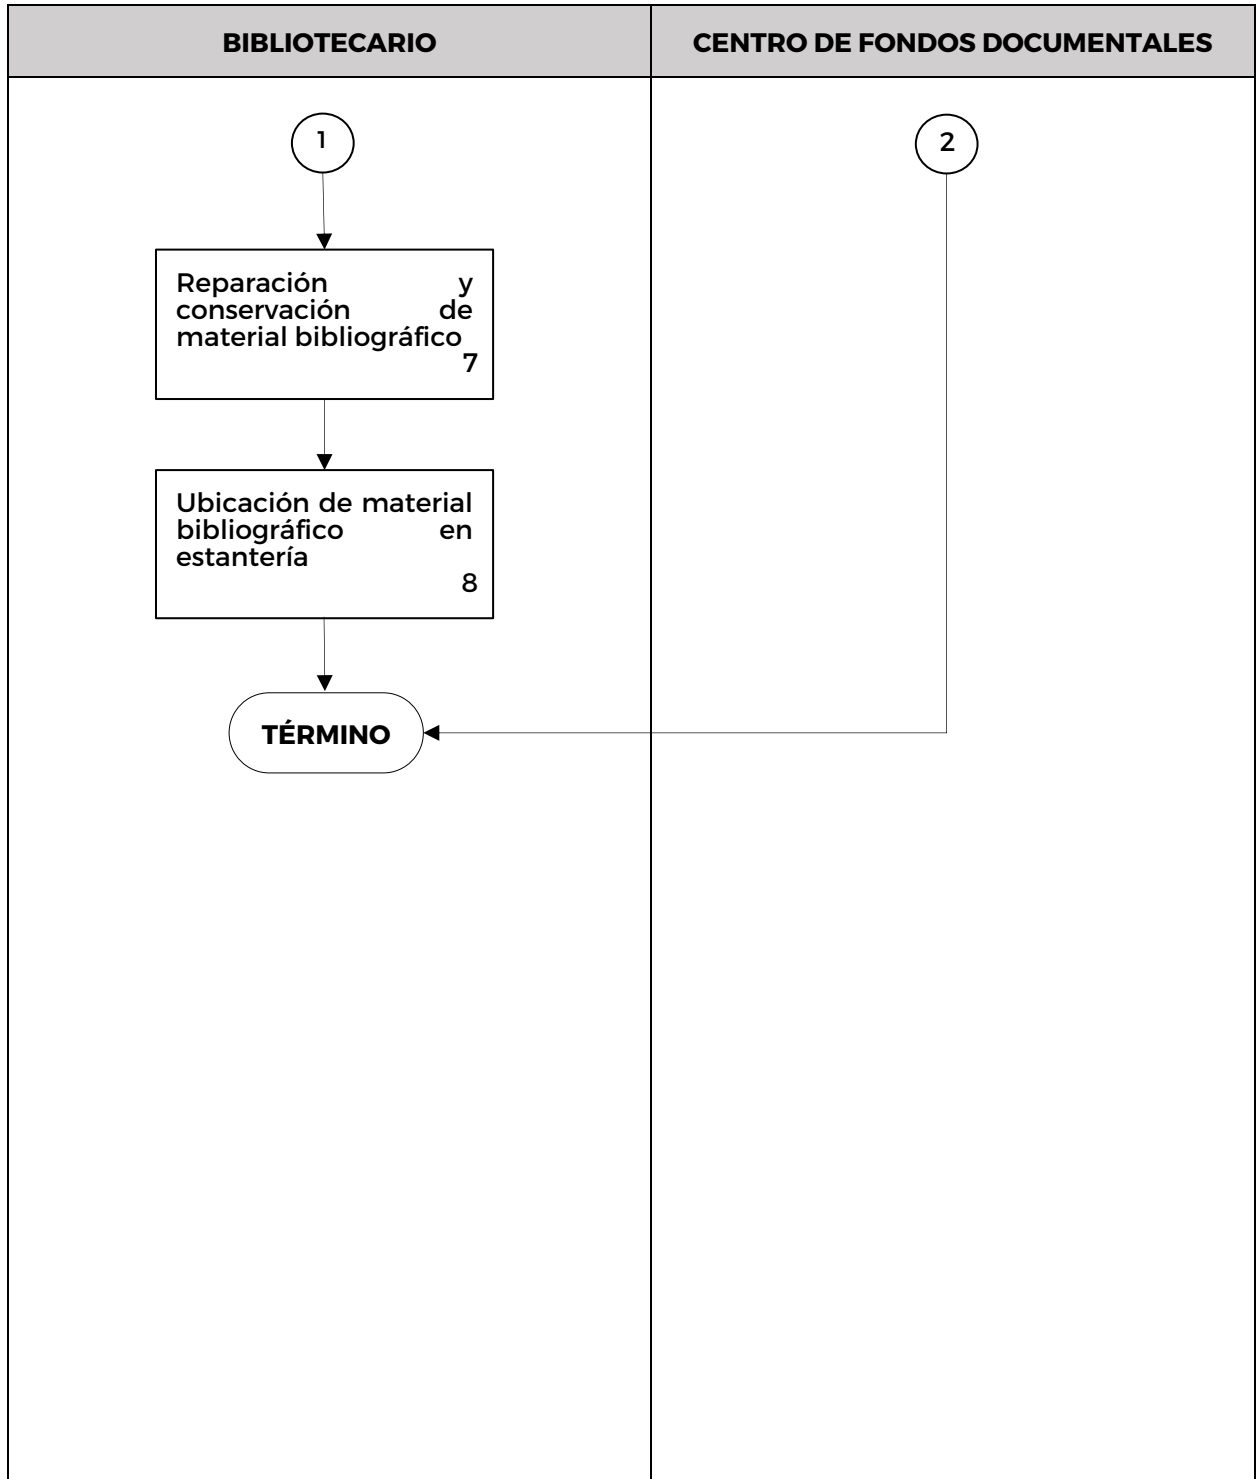 BIBLIOTECARIO
CENTRO DE FONDOS DOCUMENTALES
1
2
Reparación y
conservación de
material bibliográfico
7
Ubicación de material
bibliográfico en
estantería
8
TÉRMINO